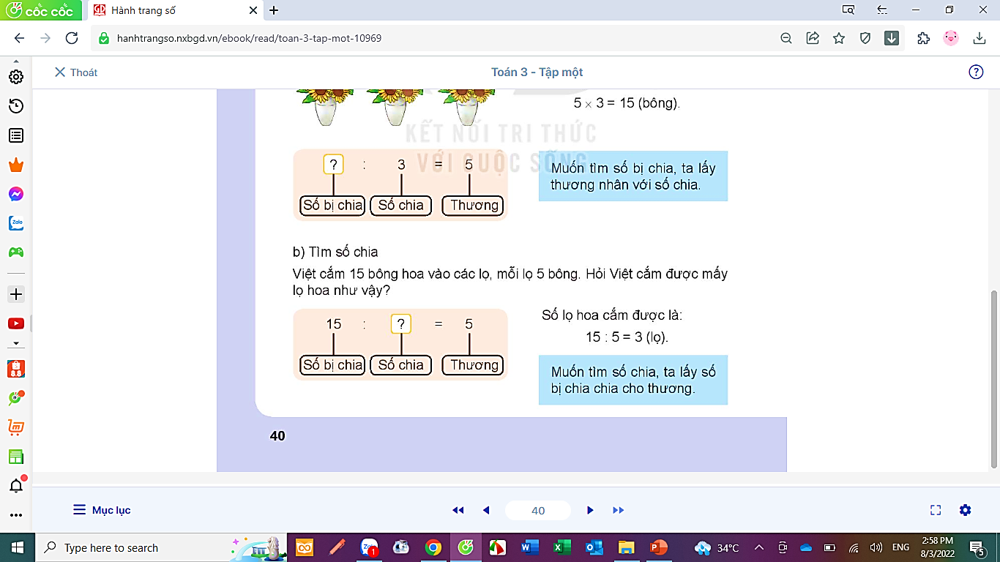 cốc cốc
Hành trang số
hanhtrangso.nxbgd.vn/ebook/read/toan-3-tap-mot-10969
Thoát
Toán 3 - Tập một
5 × 3 = 15 (bông).
KẾT NỐI TRI THỨC
VỚI CUỘC SỐNG
? : 3 = 5
Số bị chia Số chia Thương
Muốn tìm số bị chia, ta lấy
thương nhân với số chia.
b) Tìm số chia
Việt cắm 15 bông hoa vào các lọ, mỗi lọ 5 bông. Hỏi Việt cắm được mấy
lọ hoa như vậy?
15 : ? = 5
Số bị chia Số chia Thương
Số lọ hoa cắm được là:
15 : 5 = 3 (lọ).
Muốn tìm số chia, ta lấy số
bị chia chia cho thương.
40
Zalo
8.8
Mục lục
40
Type here to search
Zalo
1
34°C
ENG
2:58 PM
8/3/2022
5